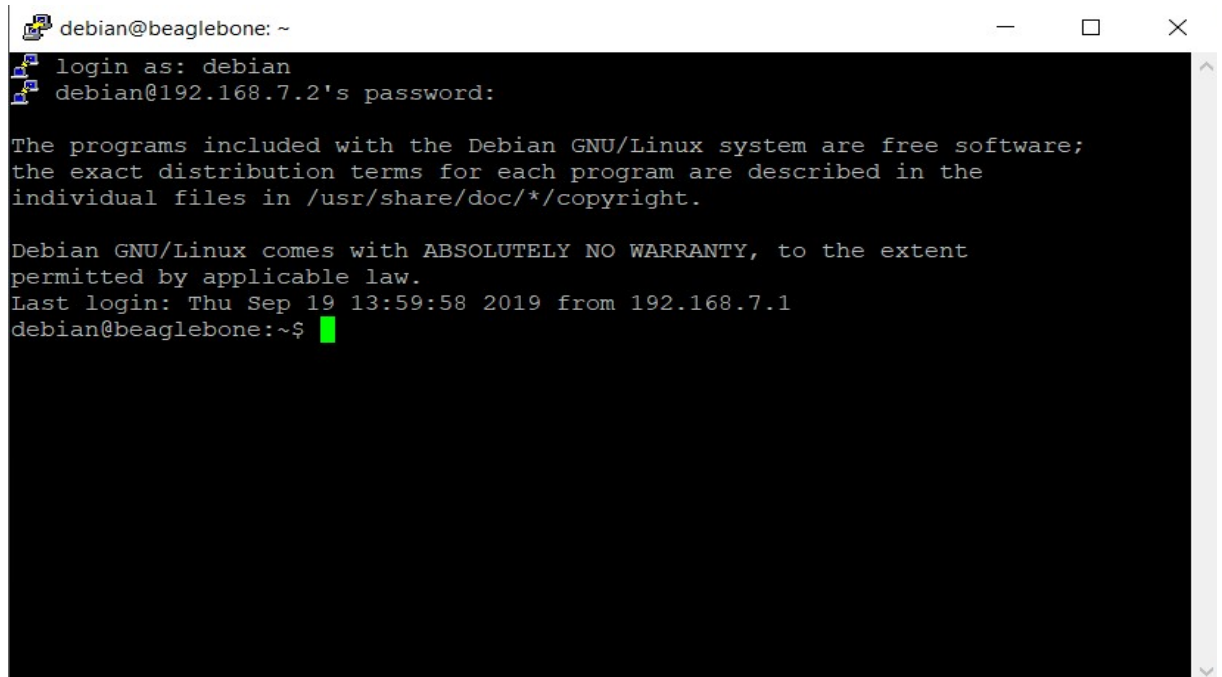 debian@beaglebone: ~
login as: debian
debian@192.168.7.2's password:
The programs included with the Debian GNU/Linux system are free software;
the exact distribution terms for each program are described in the
individual files in /usr/share/doc/*/copyright.
Debian GNU/Linux comes with ABSOLUTELY NO WARRANTY, to the extent
permitted by applicable law.
Last login: Thu Sep 19 13:59:58 2019 from 192.168.7.1
debian@beaglebone:~$